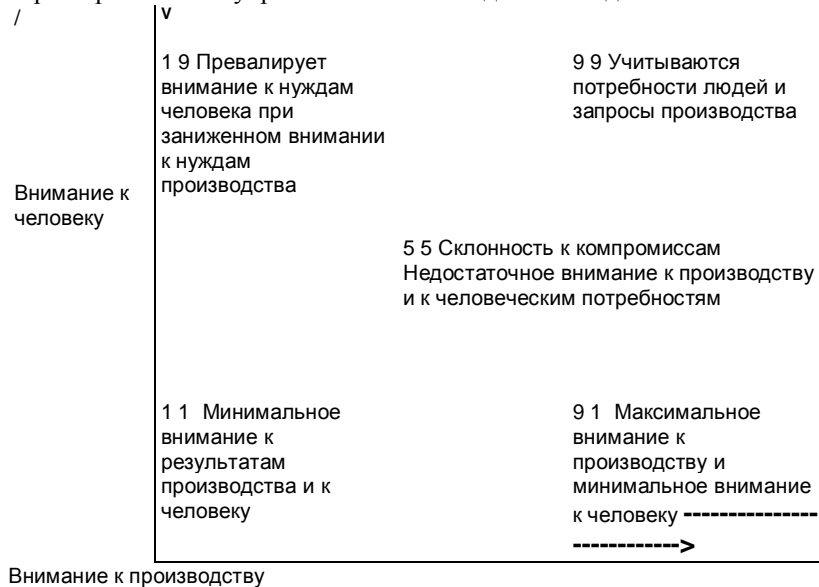 /
v
1 9 Превалирует
внимание к нуждам
человека при
заниженном внимании
к нуждам
производства
9 9 Учитываются
потребности людей и
запросы производства
Внимание к
человеку
5 5 Склонность к компромиссам
Недостаточное внимание к производству
и к человеческим потребностям
1 1 Минимальное
внимание к
результатам
производства и к
человеку
9 1 Максимальное
внимание к
производству и
минимальное внимание
к человеку ---------------
------------>
Внимание к производству